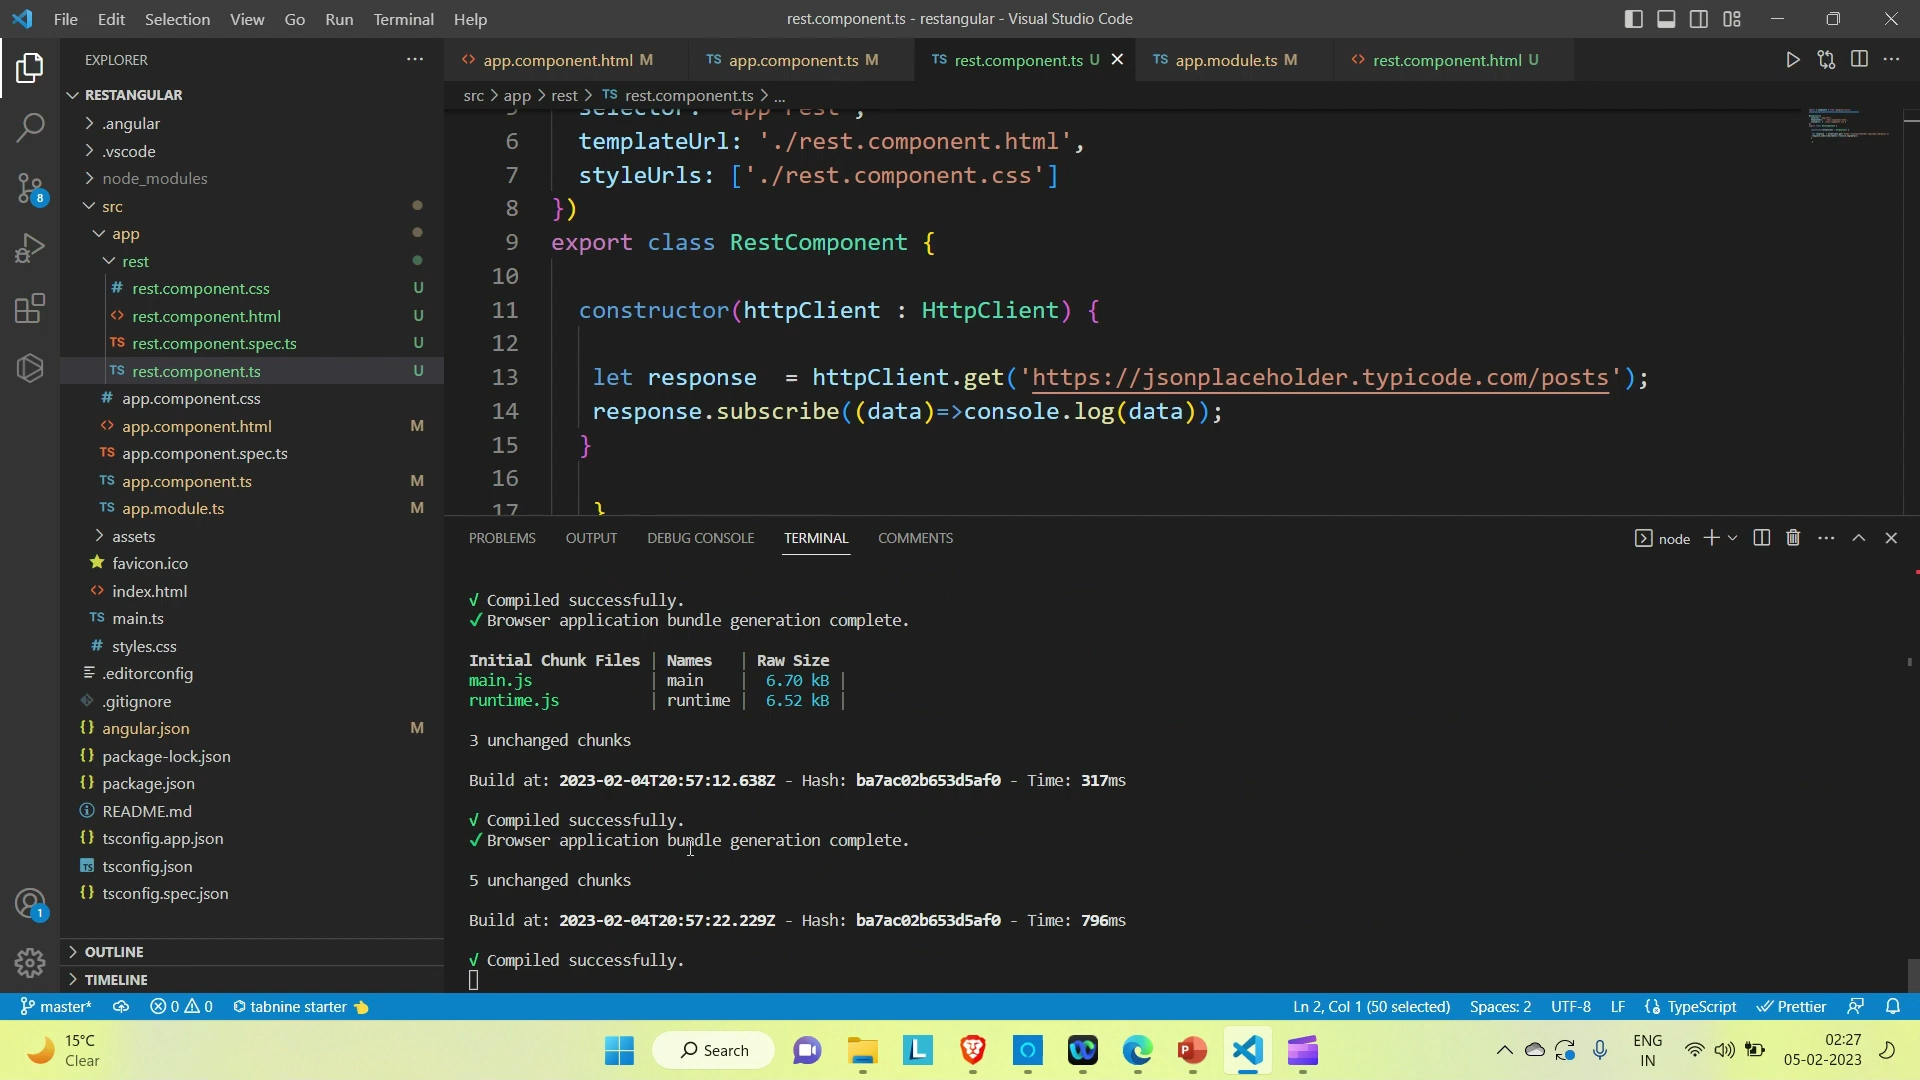 File Edit Selection View Go Run Terminal Help
rest.component.ts - restangular - Visual Studio Code
EXPLORER
RESTANGULAR
.angular
.vscode
node_modules
src
app
rest
rest.component.css U
rest.component.html U
rest.component.spec.ts U
rest.component.ts U
app.component.css
app.component.html M
app.component.spec.ts
app.component.ts M
app.module.ts M
assets
favicon.ico
index.html
main.ts
styles.css
.editorconfig
.gitignore
angular.json M
package-lock.json
package.json
README.md
tsconfig.app.json
tsconfig.json
tsconfig.spec.json
OUTLINE
TIMELINE
8
1
app.component.html M
TS app.component.ts M
TS rest.component.ts U
TS app.module.ts M
rest.component.html U
src > app > rest > TS rest.component.ts > ...
5 selector: 'app-rest',
6 templateUrl: './rest.component.html',
7 styleUrls: ['./rest.component.css']
8 })
9 export class RestComponent {
10
11 constructor(httpClient : HttpClient) {
12
13 let response  = httpClient.get('https://jsonplaceholder.typicode.com/posts');
14 response.subscribe((data)=>console.log(data));
15 }
16
17 }
PROBLEMS OUTPUT DEBUG CONSOLE TERMINAL COMMENTS
node
√ Compiled successfully.
✓ Browser application bundle generation complete.
Initial Chunk Files | Names | Raw Size
main.js | main | 6.70 kB |
runtime.js | runtime | 6.52 kB |
3 unchanged chunks
Build at: 2023-02-04T20:57:12.638Z - Hash: ba7ac02b653d5af0 - Time: 317ms
√ Compiled successfully.
✓ Browser application bundle generation complete.
5 unchanged chunks
Build at: 2023-02-04T20:57:22.229Z - Hash: ba7ac02b653d5af0 - Time: 796ms
√ Compiled successfully.
master* 0 0 tabnine starter
Ln 2, Col 1 (50 selected) Spaces: 2 UTF-8 LF TypeScript Prettier
15°C
Clear
Search
ENG
IN
02:27
05-02-2023